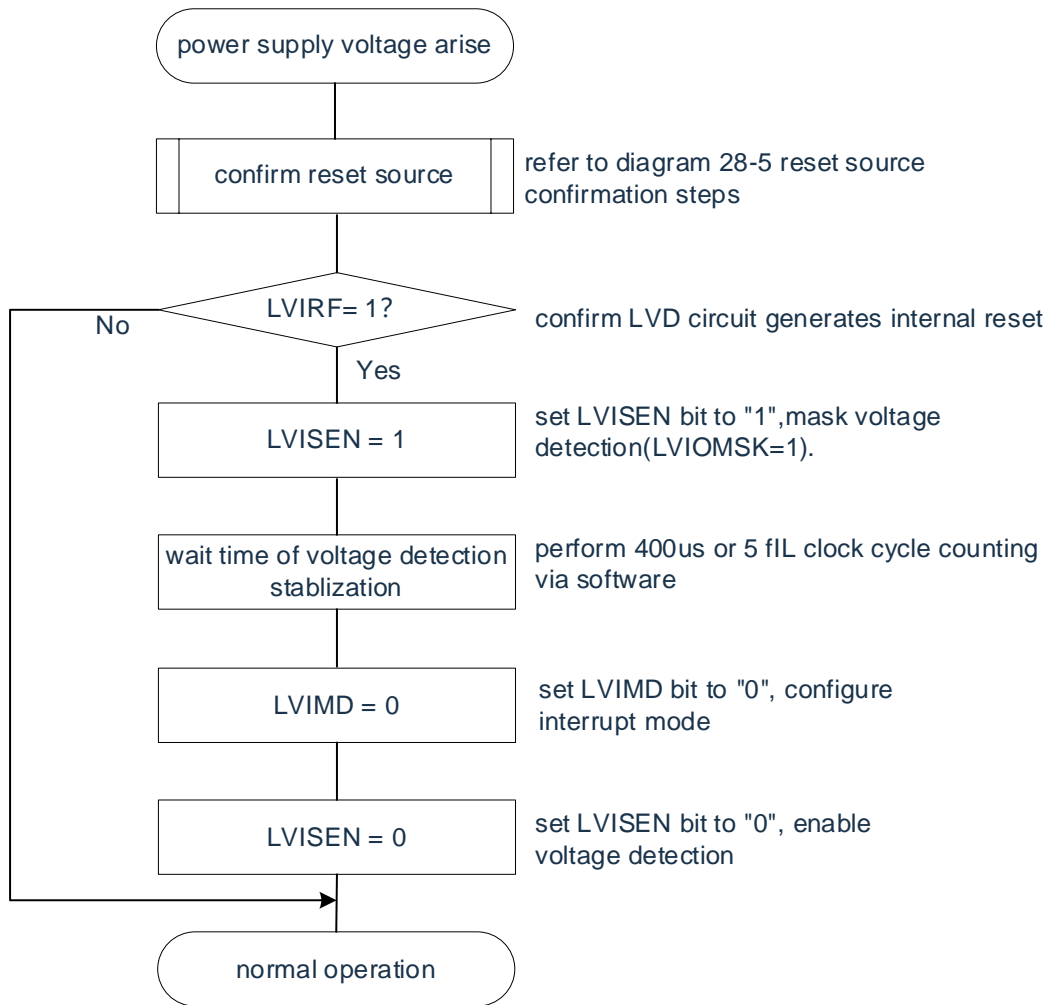 power supply voltage arise
confirm reset source
refer to diagram 28-5 reset source
confirmation steps
LVIRF= 1?
No
confirm LVD circuit generates internal reset
Yes
LVISEN = 1
set LVISEN bit to "1",mask voltage
detection(LVIOMSK=1).
wait time of voltage detection
stablization
perform 400us or 5 fIL clock cycle counting
via software
LVIMD = 0
set LVIMD bit to "0", configure
interrupt mode
LVISEN = 0
set LVISEN bit to "0", enable
voltage detection
normal operation